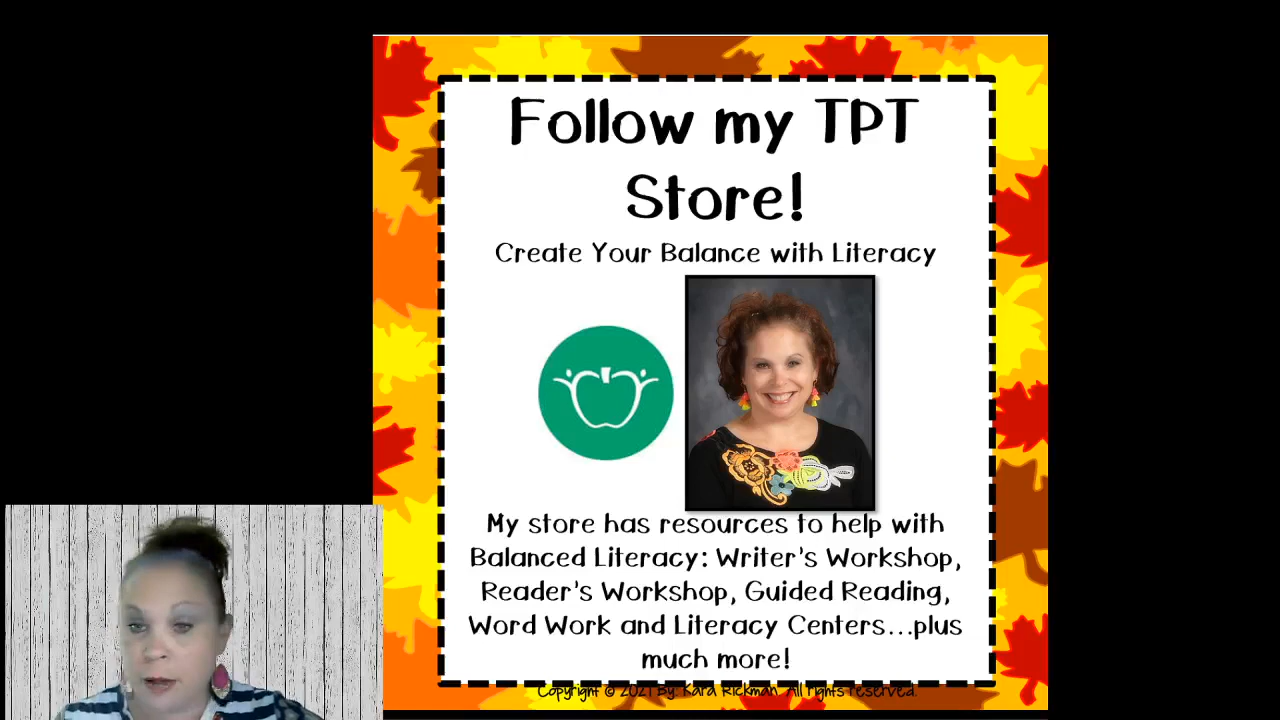 Follow my TPT
Store!
Create Your Balance with Literacy
My store has resources to help with
Balanced Literacy: Writer's Workshop,
Reader's Workshop, Guided Reading,
Word Work and Literacy Centers...plus
much more!
Copyright © 2021 By: Kara Rickman. All rights reserved.